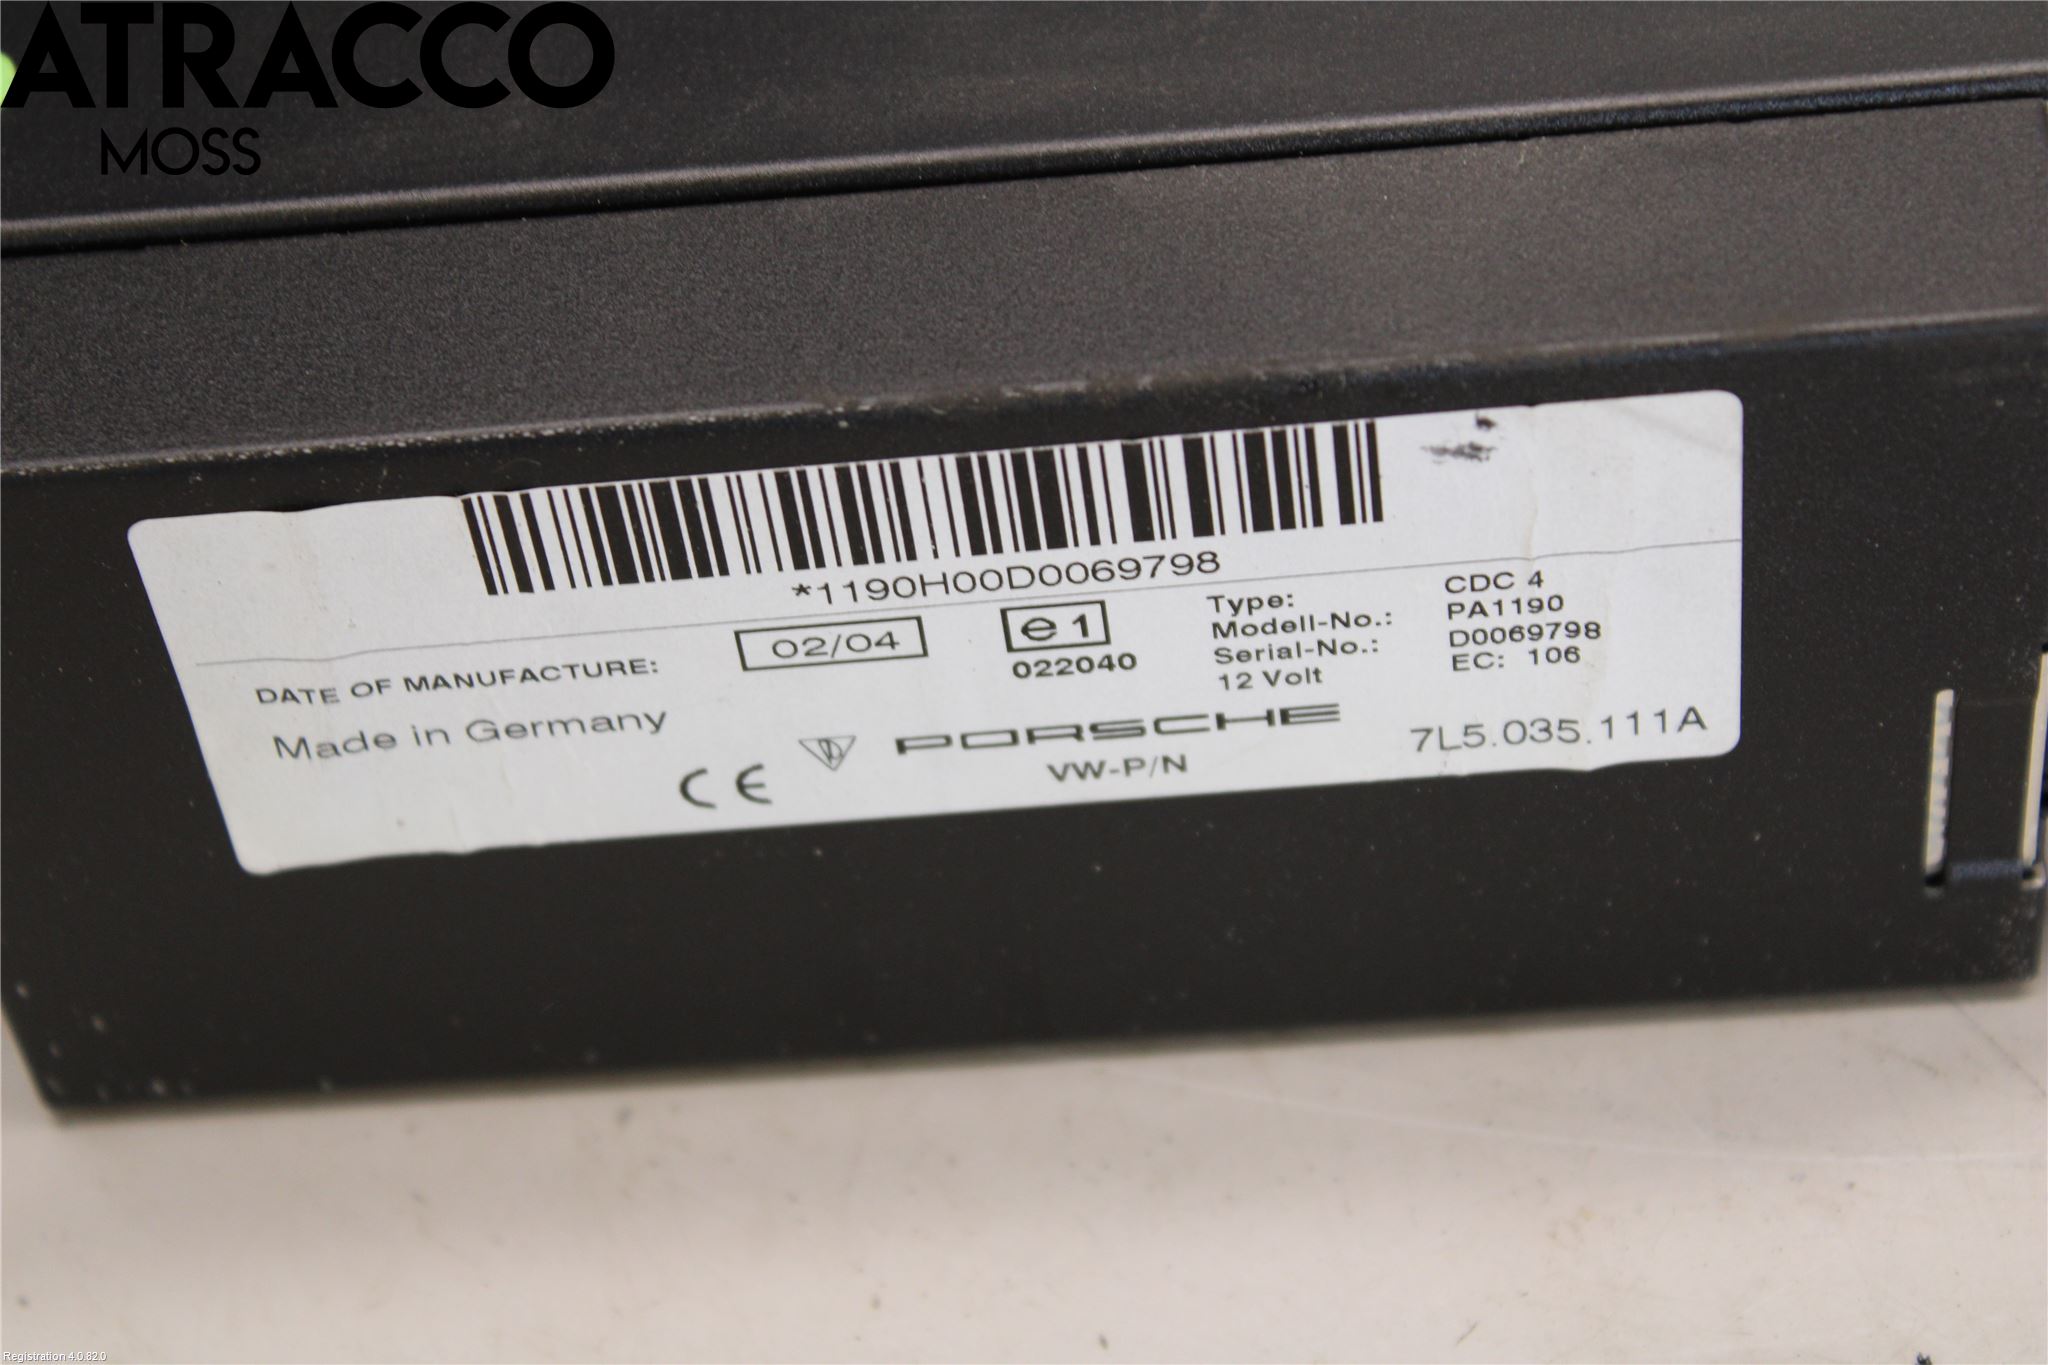 ATRACCO
MOSS
*1190H00D0069798
DATE OF MANUFACTURE: 02/04
e1
022040
Type: CDC 4
Modell-No.: PA1190
Serial-No.: D0069798
12 Volt EC: 106
Made in Germany
CE
PORSCHE
VW-P/N 7L5.035.111A
Registration 4.0.82.0